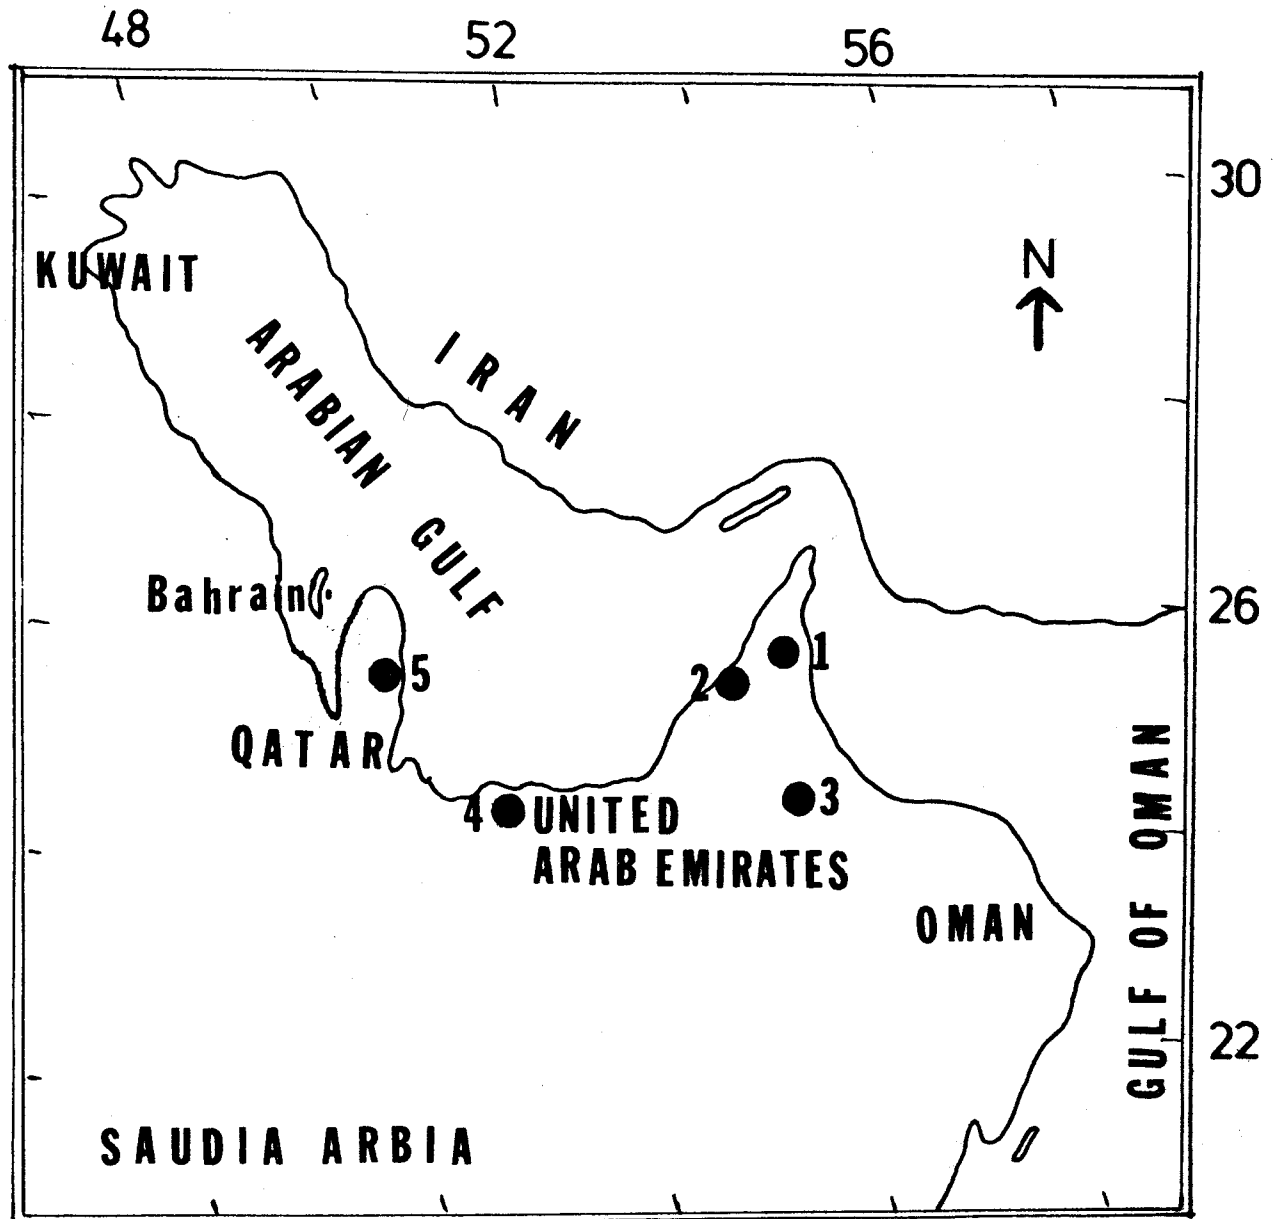 48 52 56
30
N
KUWAIT
IRAN
ARABIAN GULF
Bahrain
26
1
2
5
QATAR
3
4
UNITED
ARAB EMIRATES
OMAN
GULF OF OMAN
22
SAUDIA ARBIA